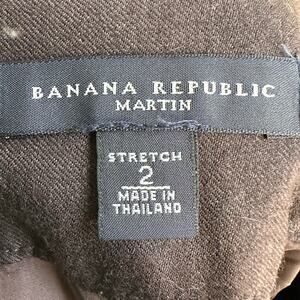 BANANA REPUBLIC
MARTIN
STRETCH
2
MADE IN
THAILAND